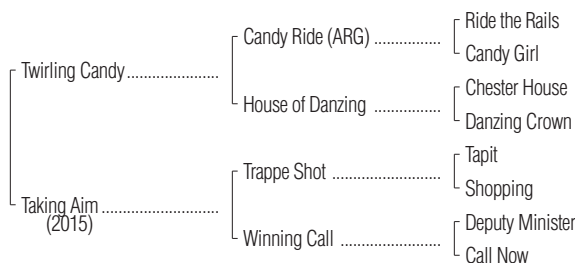 Ride the Rails
Candy Ride (ARG) ................
Candy Girl
Twirling Candy ......................
Chester House
House of Danzing ................
Danzing Crown
Tapit
Trappe Shot ..........................
Shopping
Taking Aim ............................
(2015)
Deputy Minister
Winning Call ........................
Call Now